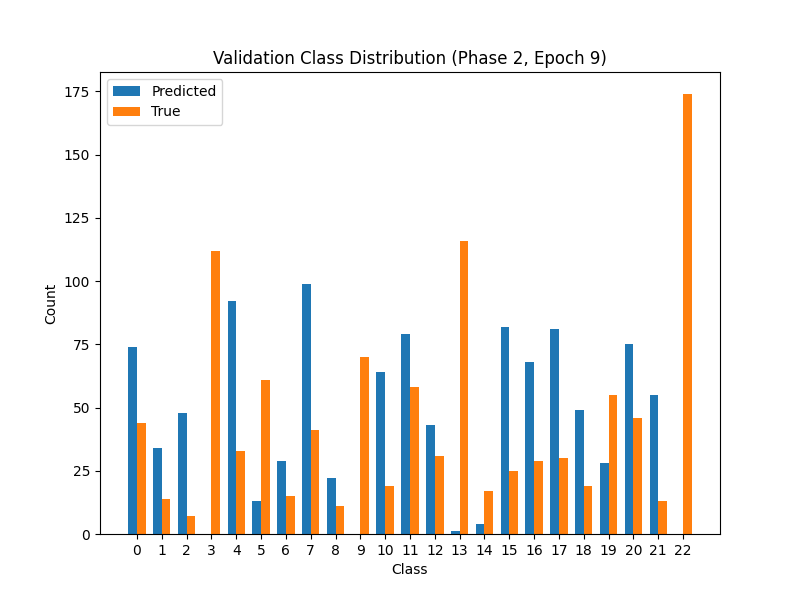 Validation Class Distribution (Phase 2, Epoch 9)
Predicted
True
175
150
125
100
75
50
25
0
Count
0 1 2 3 4 5 6 7 8 9 10 11 12 13 14 15 16 17 18 19 20 21 22
Class